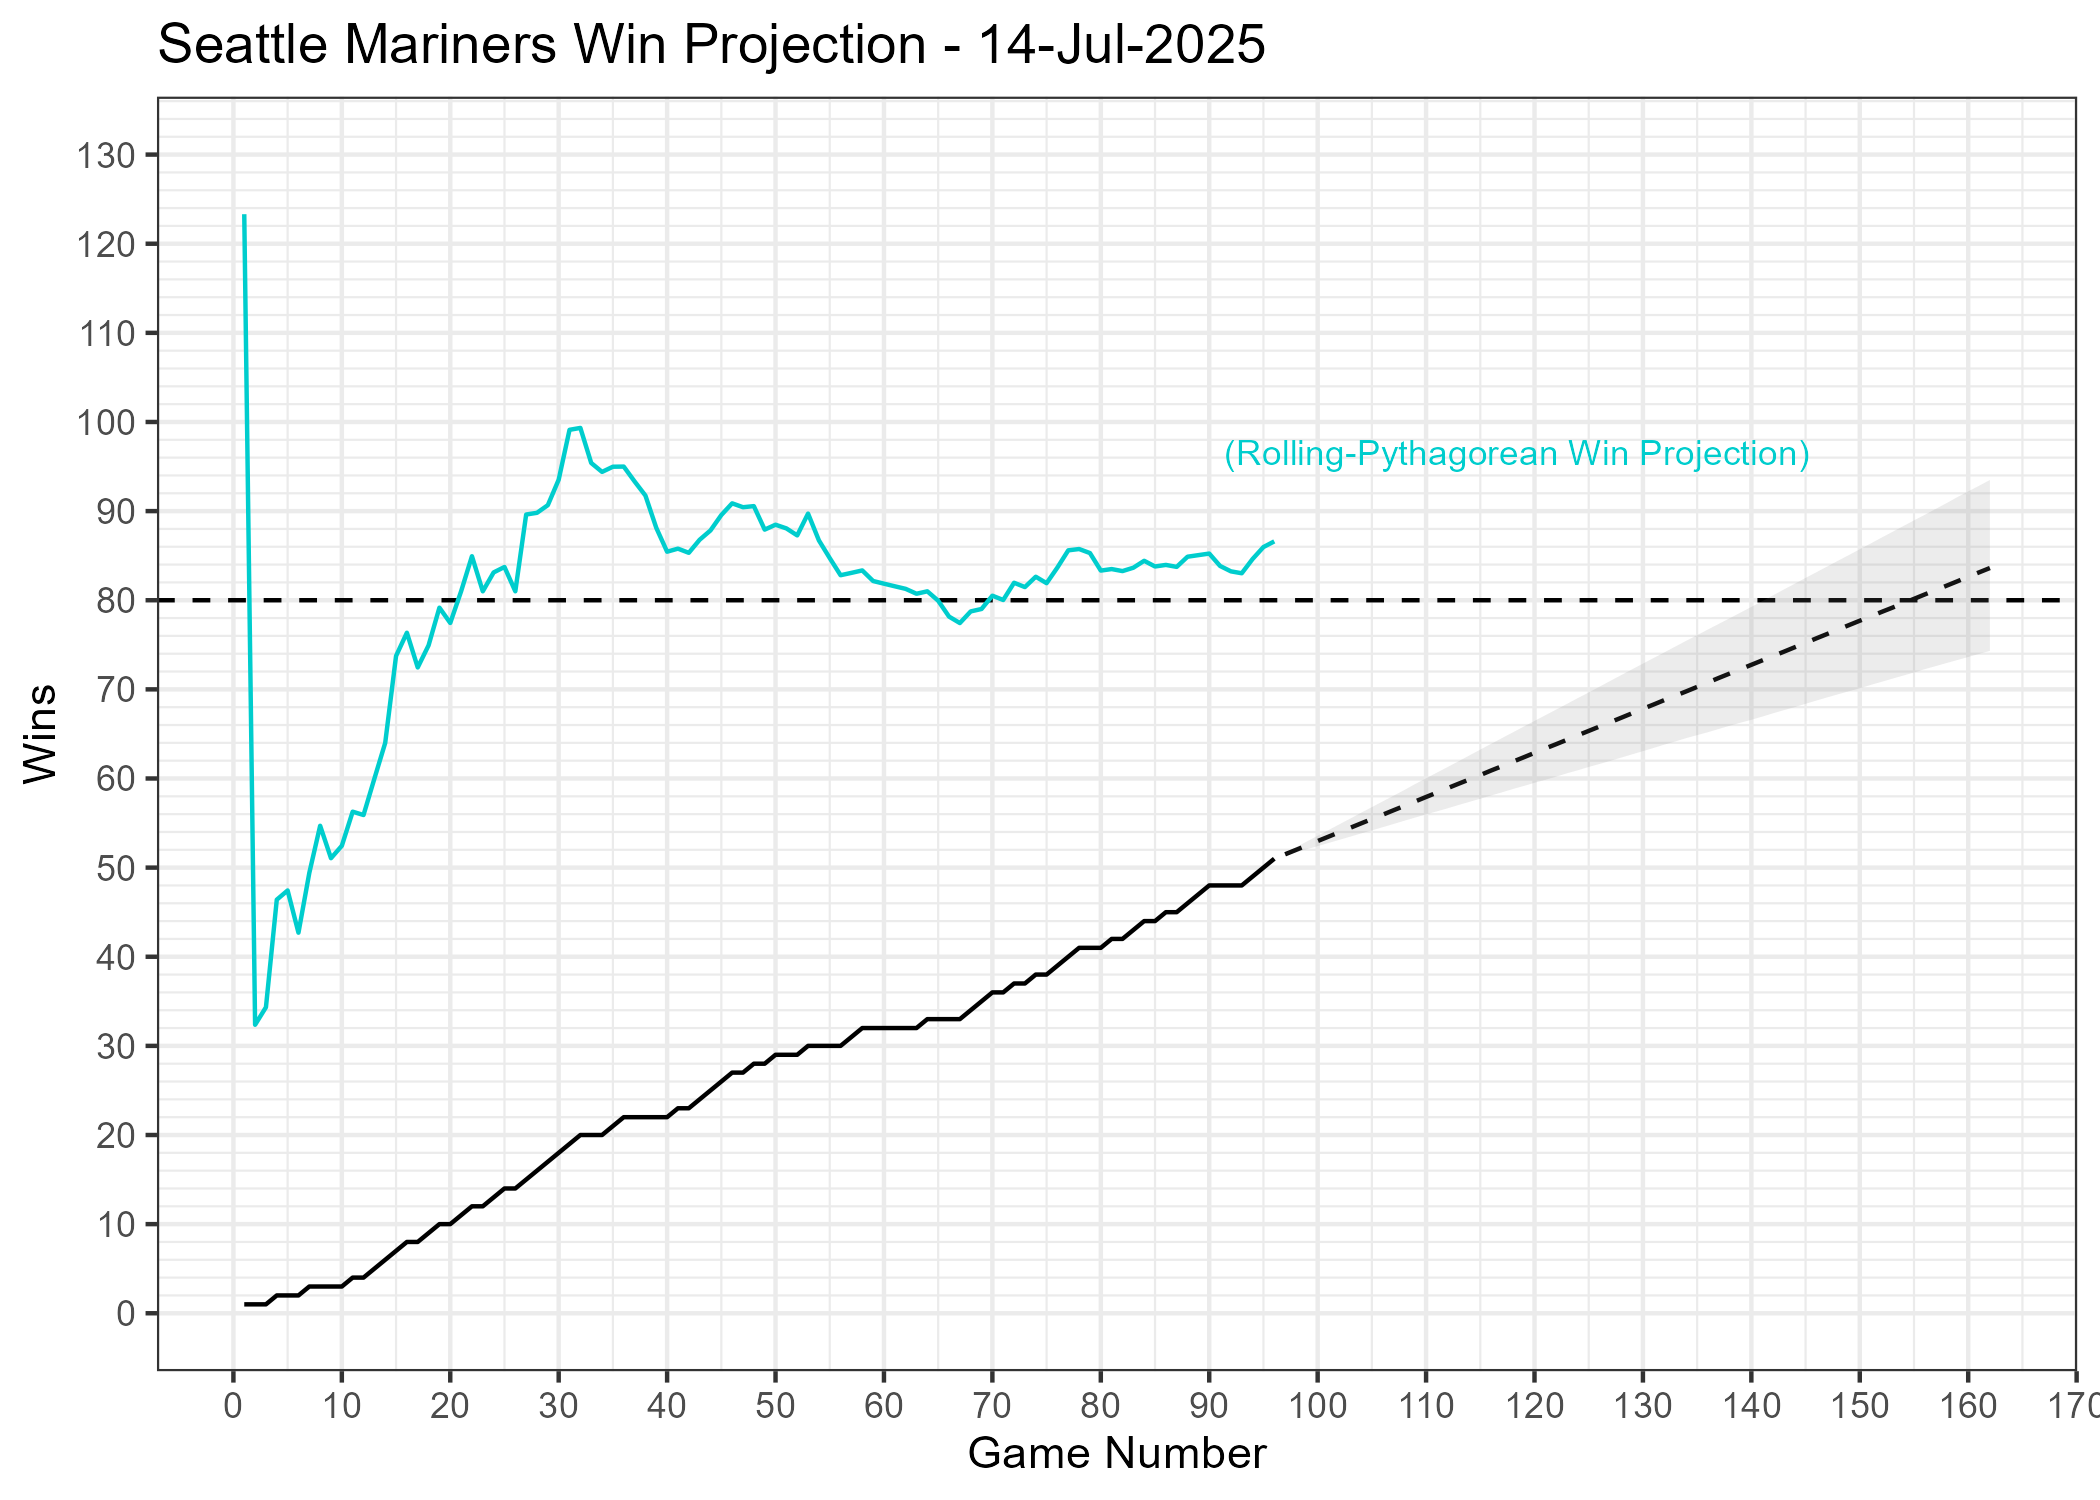 Seattle Mariners Win Projection - 14-Jul-2025
130
120
110
100
90
80
70
60
50
40
30
20
10
0
Wins
(Rolling-Pythagorean Win Projection)
0 10 20 30 40 50 60 70 80 90 100 110 120 130 140 150 160 170
Game Number